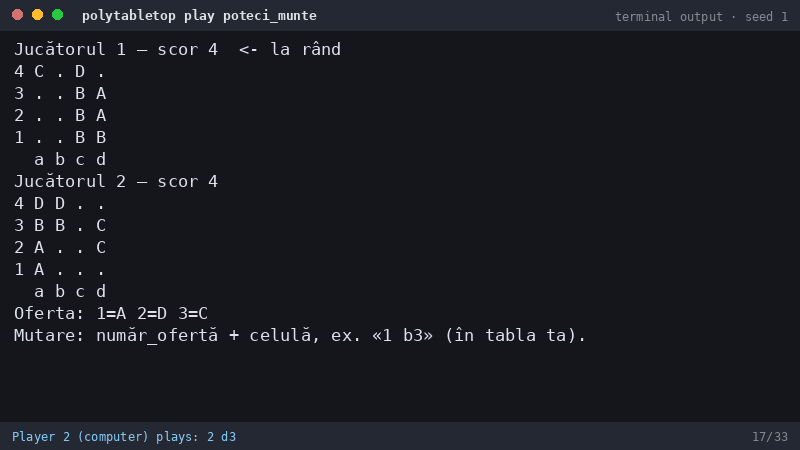 polytabletop play poteci_munte
terminal output · seed 1
Jucătorul 1 — scor 4  <- la rând
4 C . D .
3 . . B A
2 . . B A
1 . . B B
  a b c d
Jucătorul 2 — scor 4
4 D D . .
3 B B . C
2 A . . C
1 A . . .
  a b c d
Oferta: 1=A 2=D 3=C
Mutare: număr_ofertă + celulă, ex. «1 b3» (în tabla ta).
Player 2 (computer) plays: 2 d3
17/33